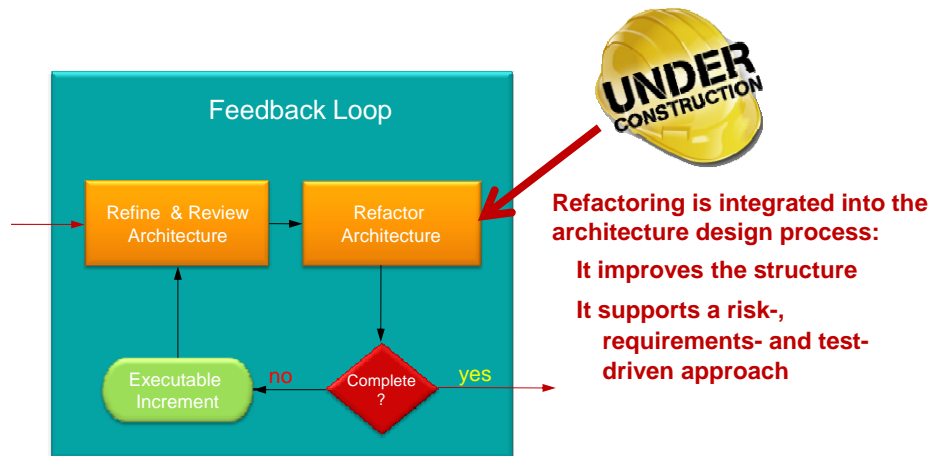 UNDER
CONSTRUCTION
Feedback Loop
Refine & Review
Architecture
Refactor
Architecture
Executable
Increment
no
Complete
?
yes
Refactoring is integrated into the
architecture design process:
It improves the structure
It supports a risk-,
requirements- and test-
driven approach